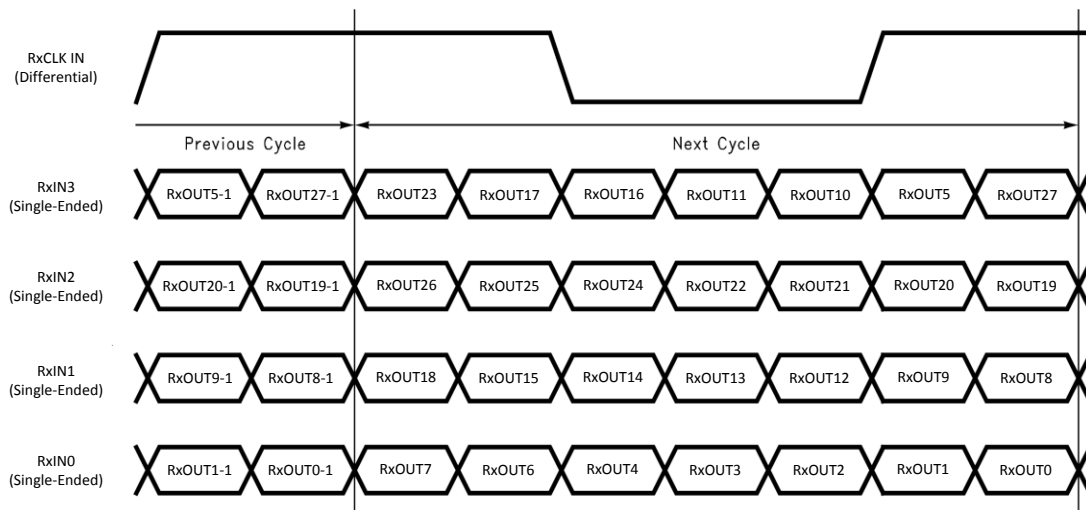 RxCLK IN
(Differential)
Previous Cycle
Next Cycle
RxIN3
(Single-Ended)
RxOUT5-1 RxOUT27-1 RxOUT23 RxOUT17 RxOUT16 RxOUT11 RxOUT10 RxOUT5 RxOUT27
RxIN2
(Single-Ended)
RxOUT20-1 RxOUT19-1 RxOUT26 RxOUT25 RxOUT24 RxOUT22 RxOUT21 RxOUT20 RxOUT19
RxIN1
(Single-Ended)
RxOUT9-1 RxOUT8-1 RxOUT18 RxOUT15 RxOUT14 RxOUT13 RxOUT12 RxOUT9 RxOUT8
RxIN0
(Single-Ended)
RxOUT1-1 RxOUT0-1 RxOUT7 RxOUT6 RxOUT4 RxOUT3 RxOUT2 RxOUT1 RxOUT0